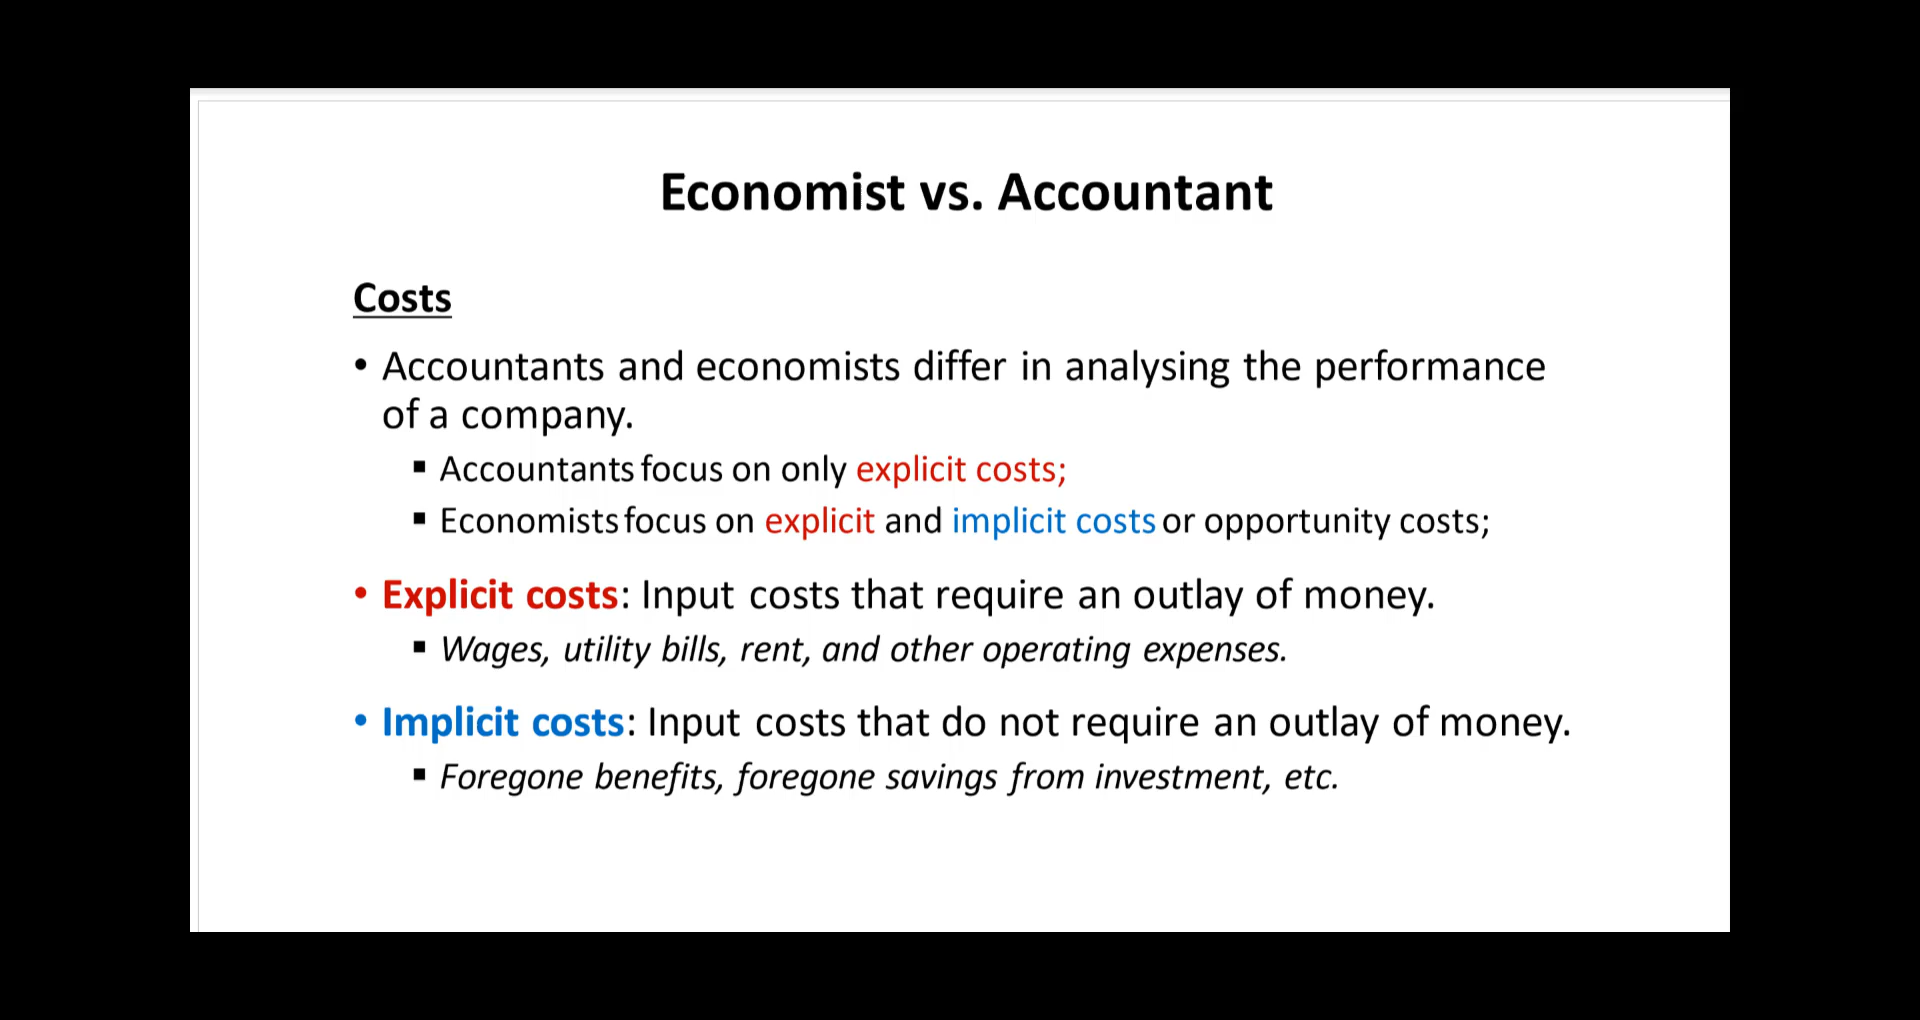 Economist vs. Accountant
Costs
• Accountants and economists differ in analysing the performance
of a company.
▪ Accountants focus on only explicit costs;
▪ Economists focus on explicit and implicit costs or opportunity costs;
• Explicit costs: Input costs that require an outlay of money.
▪ Wages, utility bills, rent, and other operating expenses.
• Implicit costs: Input costs that do not require an outlay of money.
▪ Foregone benefits, foregone savings from investment, etc.